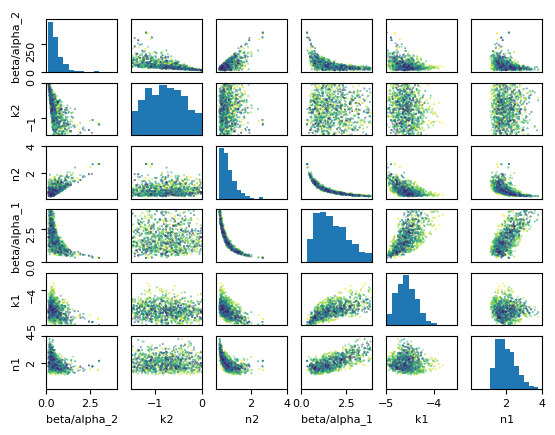 beta/alpha_2
250
0
k2
0
−1
n2
4
2
beta/alpha_1
2.5
0.0
k1
−4
−5
n1
4
2
0.0 2.5
−1 0
2 4
0.0 2.5
−5 −4
2 4
beta/alpha_2 k2 n2 beta/alpha_1 k1 n1